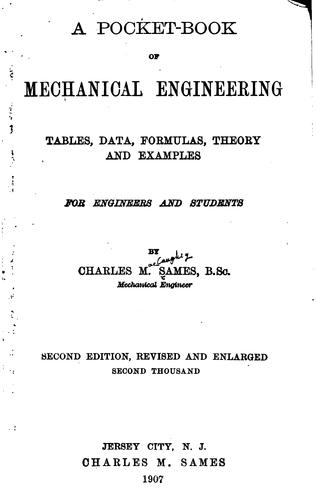 A POCKET-BOOK
OF
MECHANICAL ENGINEERING
TABLES, DATA, FORMULAS, THEORY
AND EXAMPLES
FOR ENGINEERS AND STUDENTS
BY
CHARLES M. SAMES, B.Sc.
Mechanical Engineer
SECOND EDITION, REVISED AND ENLARGED
SECOND THOUSAND
JERSEY CITY, N. J.
CHARLES M. SAMES
1907